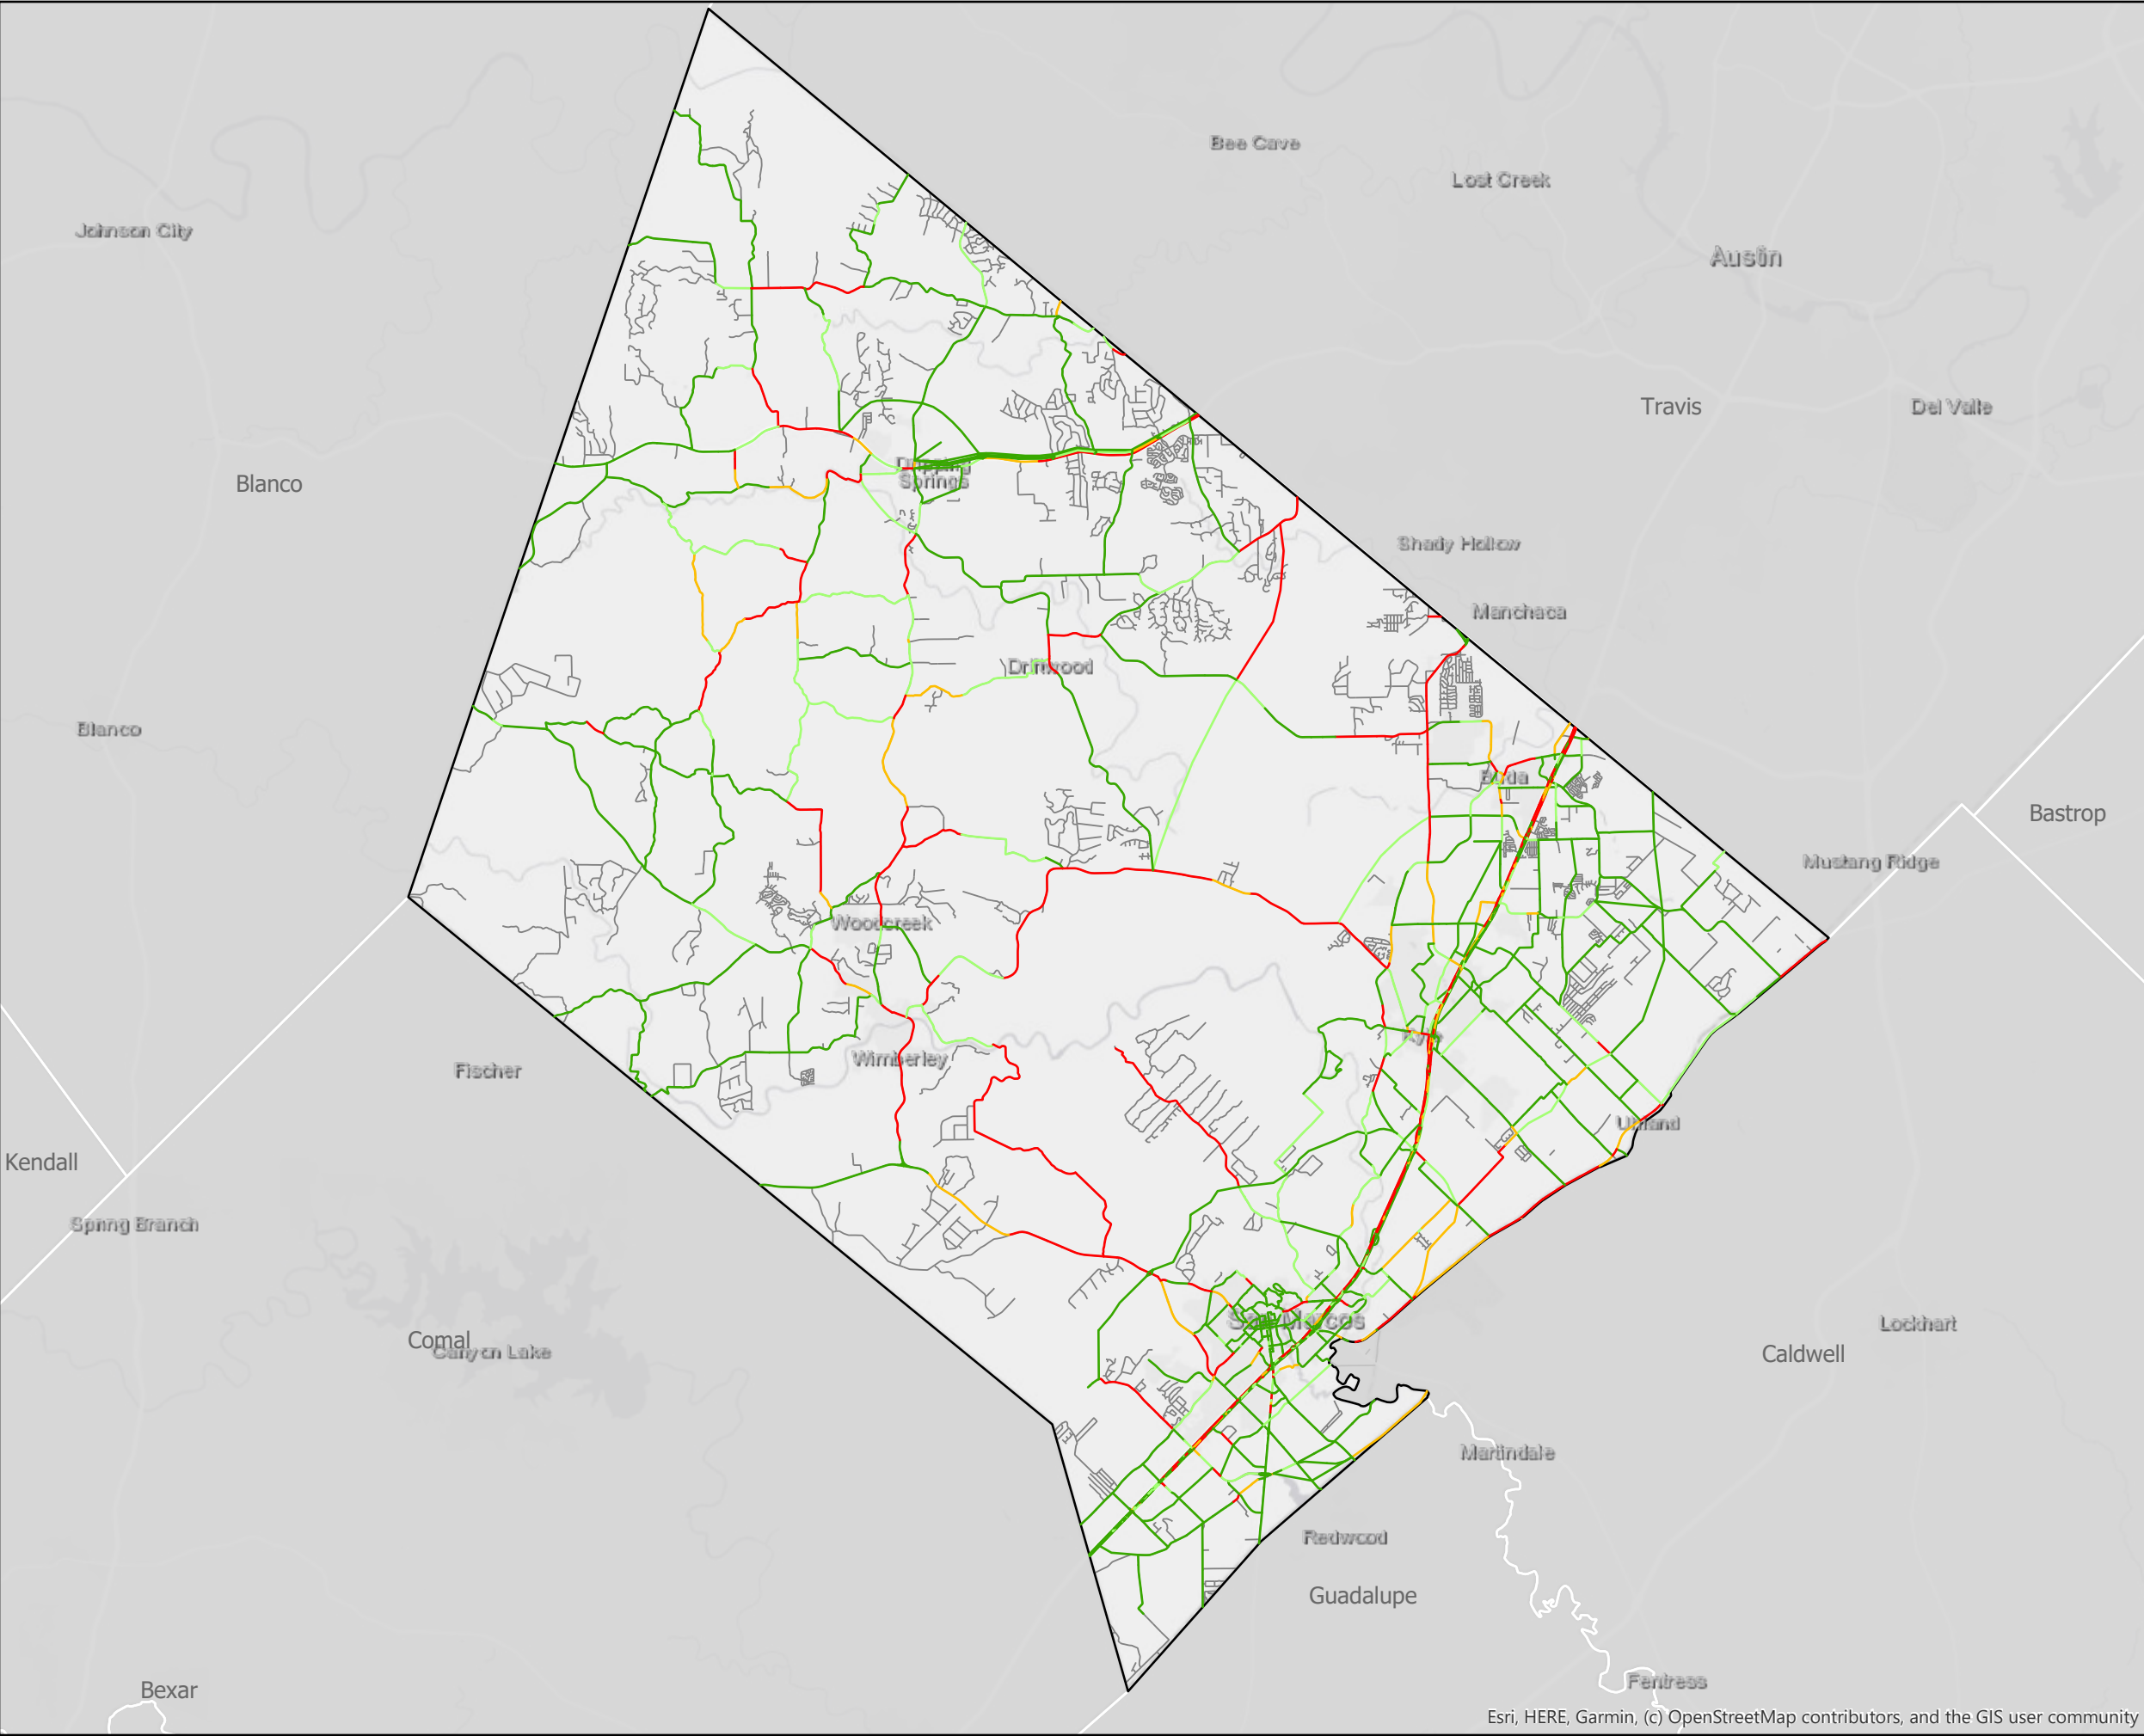 Bee Cave
Lost Creek
Johnson City
Austin
Travis
Del Valle
Dripping
Springs
Blanco
Shady Hollow
Manchaca
Driftwood
Blanco
Buda
Bastrop
Mustang Ridge
Woodcreek
Kyle
Wimberley
Fischer
Uhland
Kendall
Spring Branch
San Marcos
Lockhart
Comal
Canyon Lake
Caldwell
Martindale
Redwood
Guadalupe
Fentress
Bexar
Esri, HERE, Garmin, (c) OpenStreetMap contributors, and the GIS user community